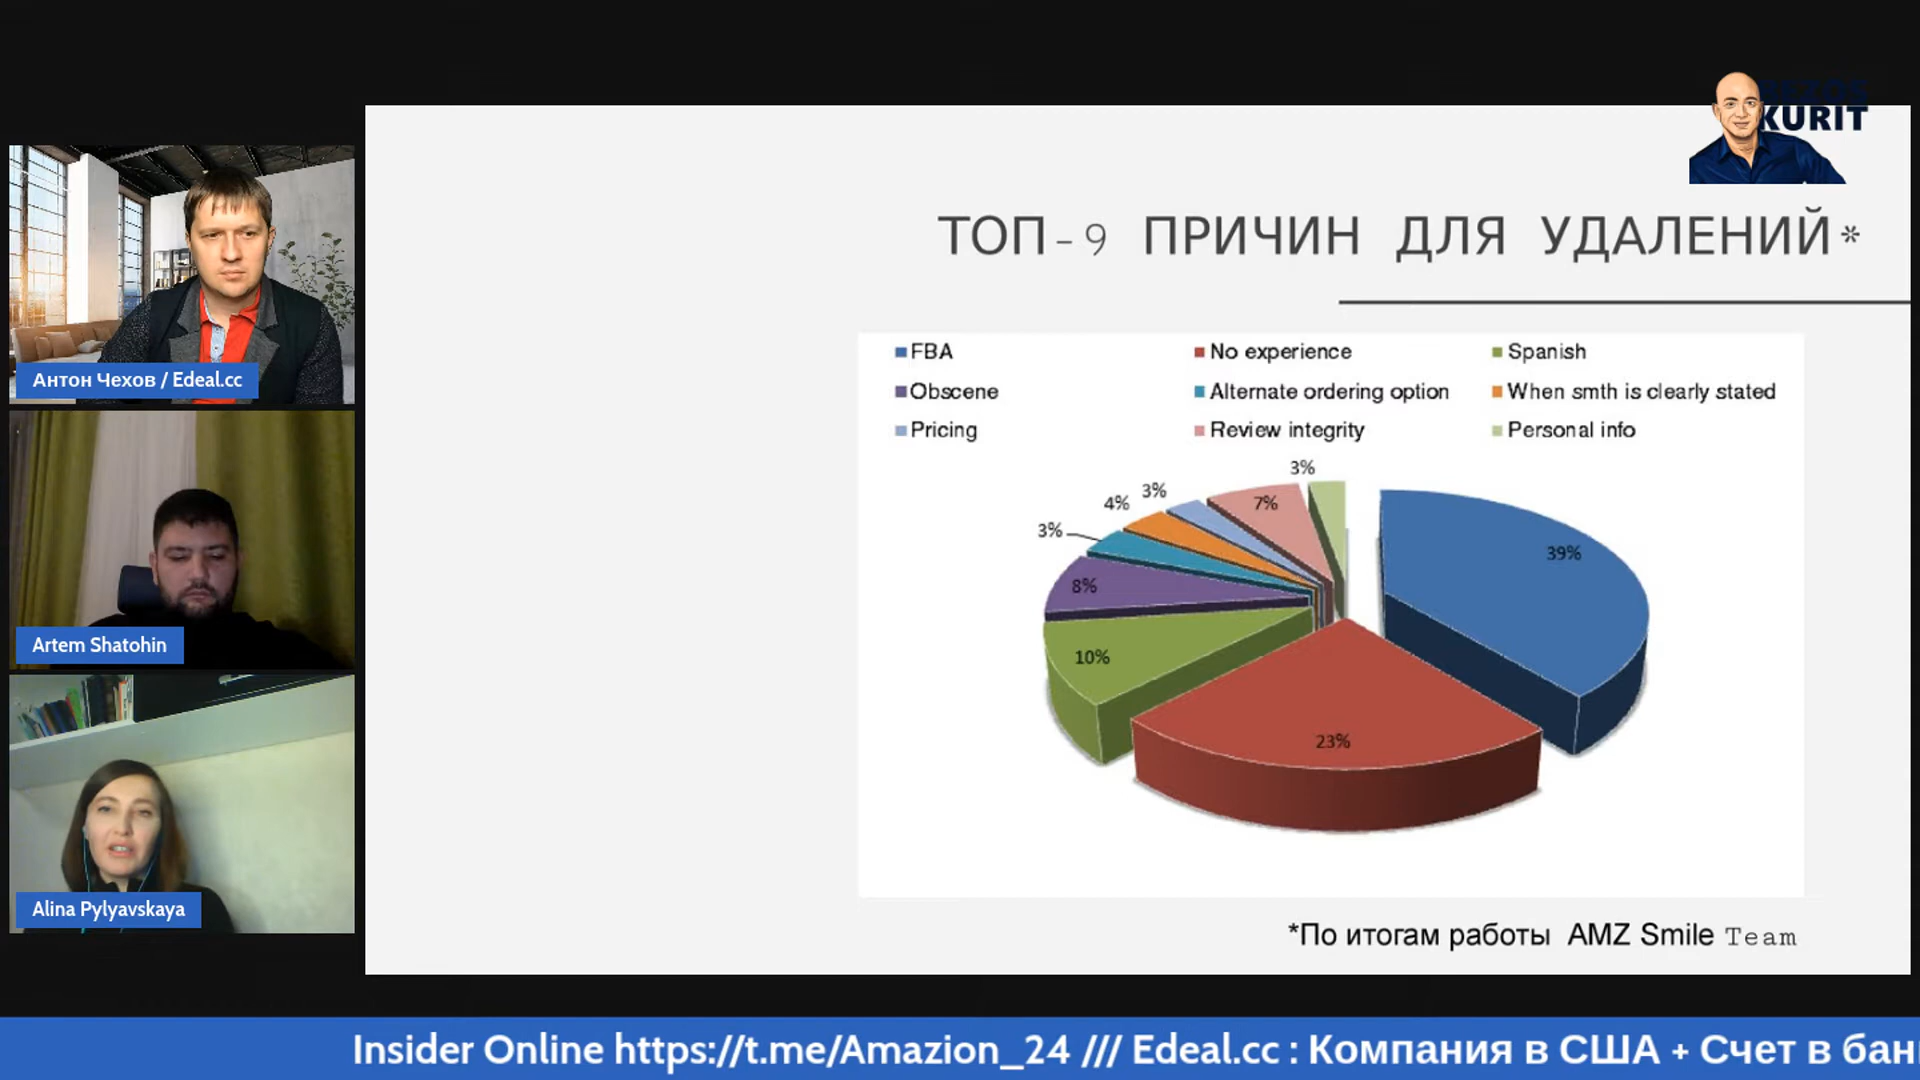 KURIT
ТОП-9 ПРИЧИН ДЛЯ УДАЛЕНИЙ*
FBA
No experience
Spanish
Obscene
Alternate ordering option
When smth is clearly stated
Pricing
Review integrity
Personal info
3%
7%
3%
4%
3%
39%
8%
10%
23%
*По итогам работы AMZ Smile Team
Антон Чехов / Edeal.cc
Artem Shatohin
Alina Pylyavskaya
Insider Online https://t.me/Amazion_24 /// Edeal.cc : Компания в США + Счет в бан